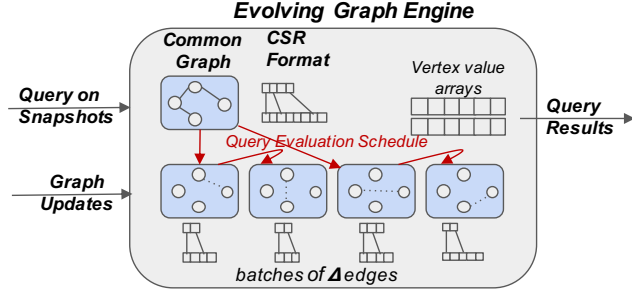 Evolving Graph Engine
Common
Graph
CSR
Format
Vertex value
arrays
Query on
Snapshots
Query
Results
Query Evaluation Schedule
Graph
Updates
batches of Δ edges